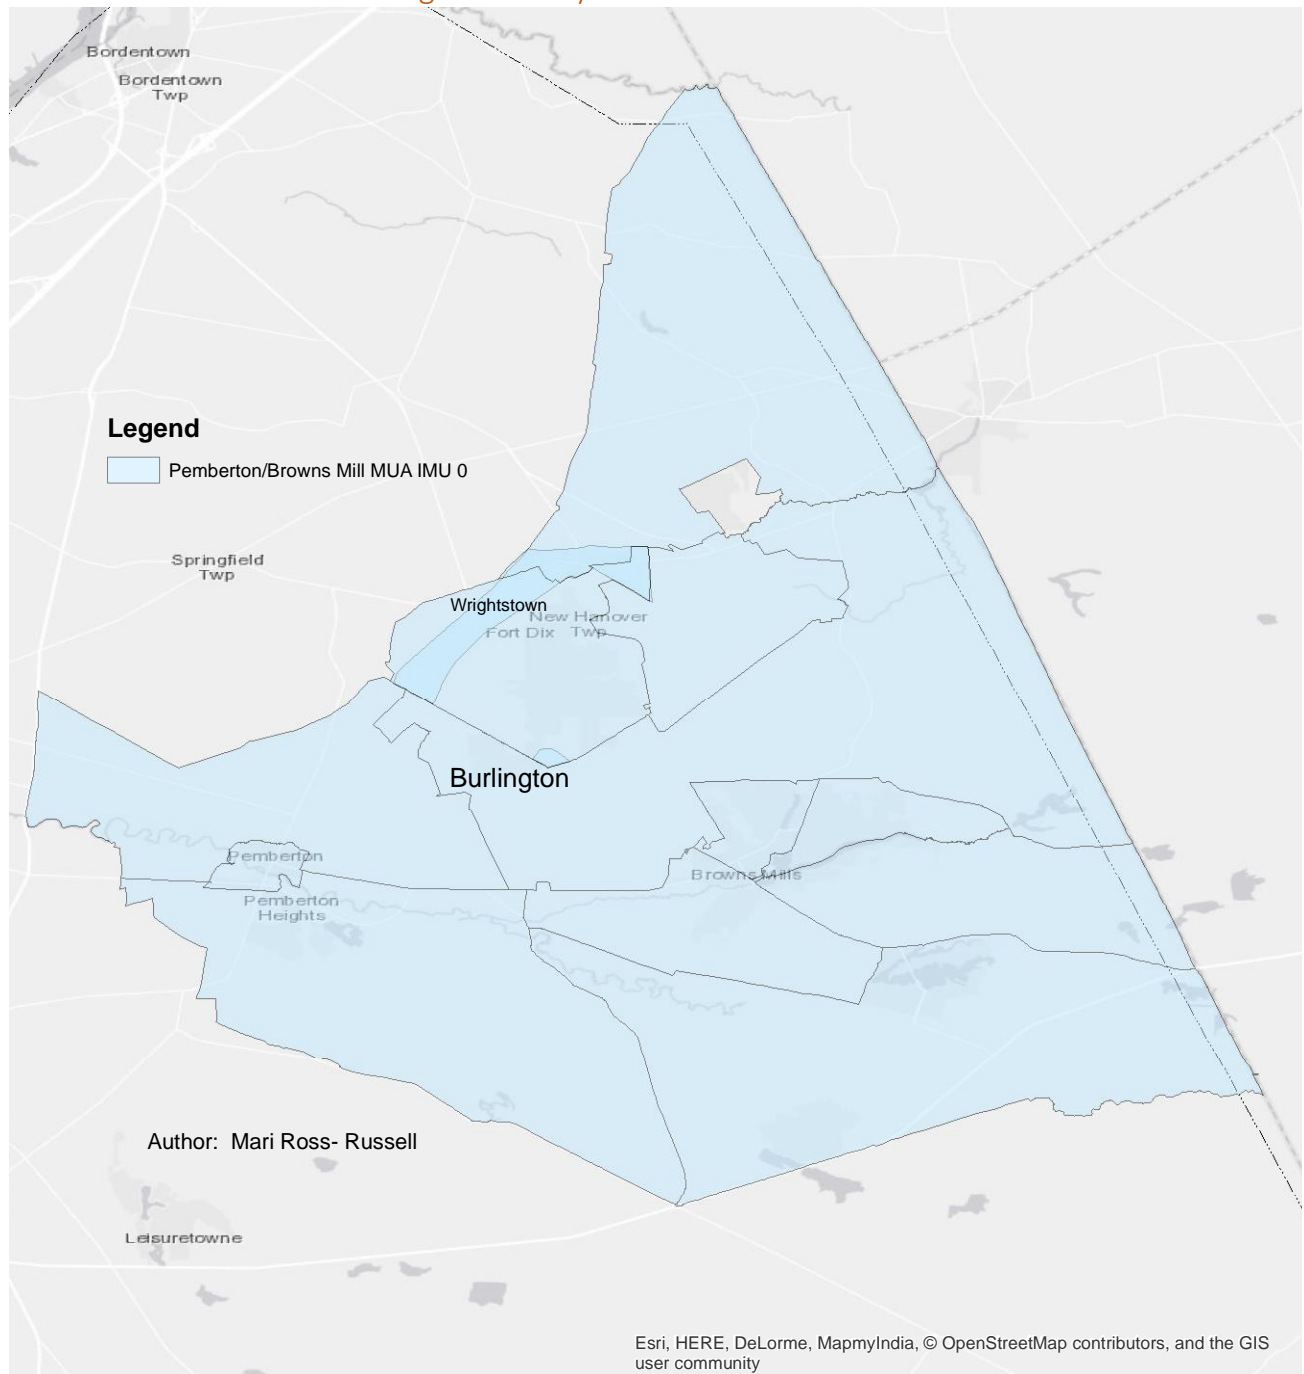 Bordentown
Bordentown
Twp
Legend
Pemberton/Browns Mill MUA IMU 0
Springfield
Twp
Wrightstown
New Hanover
Twp
Fort Dix
Burlington
Pemberton
Browns Mills
Pemberton
Heights
Author: Mari Ross- Russell
Leisuretowne
Esri, HERE, DeLorme, MapmyIndia, © OpenStreetMap contributors, and the GIS
user community